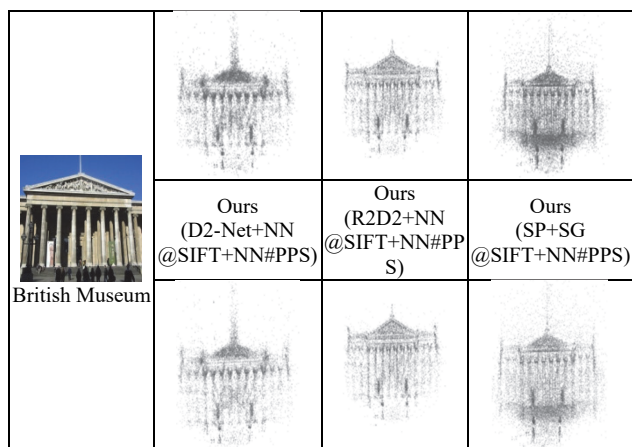 British Museum
Ours
(D2-Net+NN
@SIFT+NN#PPS)
Ours
(R2D2+NN
@SIFT+NN#PP
S)
Ours
(SP+SG
@SIFT+NN#PPS)